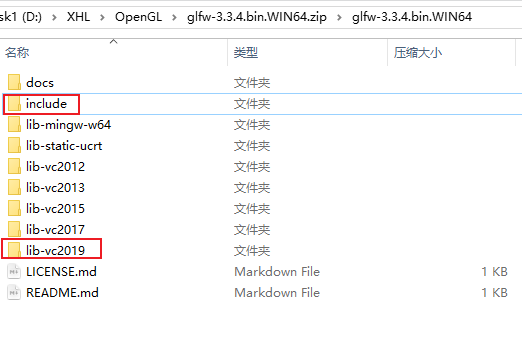 sk1 (D:) > XHL > OpenGL > glfw-3.3.4.bin.WIN64.zip > glfw-3.3.4.bin.WIN64
名称 类型 压缩大小
docs 文件夹
include 文件夹
lib-mingw-w64 文件夹
lib-static-ucrt 文件夹
lib-vc2012 文件夹
lib-vc2013 文件夹
lib-vc2015 文件夹
lib-vc2017 文件夹
lib-vc2019 文件夹
LICENSE.md Markdown File 1 KB
README.md Markdown File 1 KB